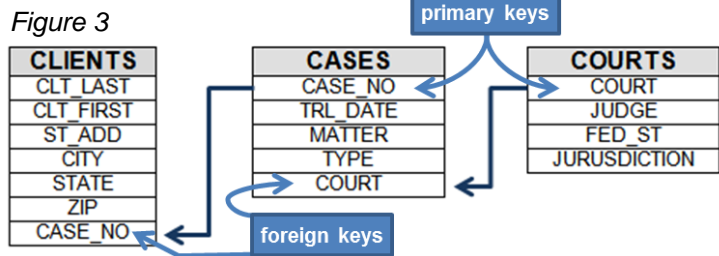 primary keys
Figure 3
CLIENTS
CLT_LAST
CLT_FIRST
ST_ADD
CITY
STATE
ZIP
CASE_NO
CASES
CASE_NO
TRL_DATE
MATTER
TYPE
COURT
COURTS
COURT
JUDGE
FED_ST
JURUSDICTION
foreign keys